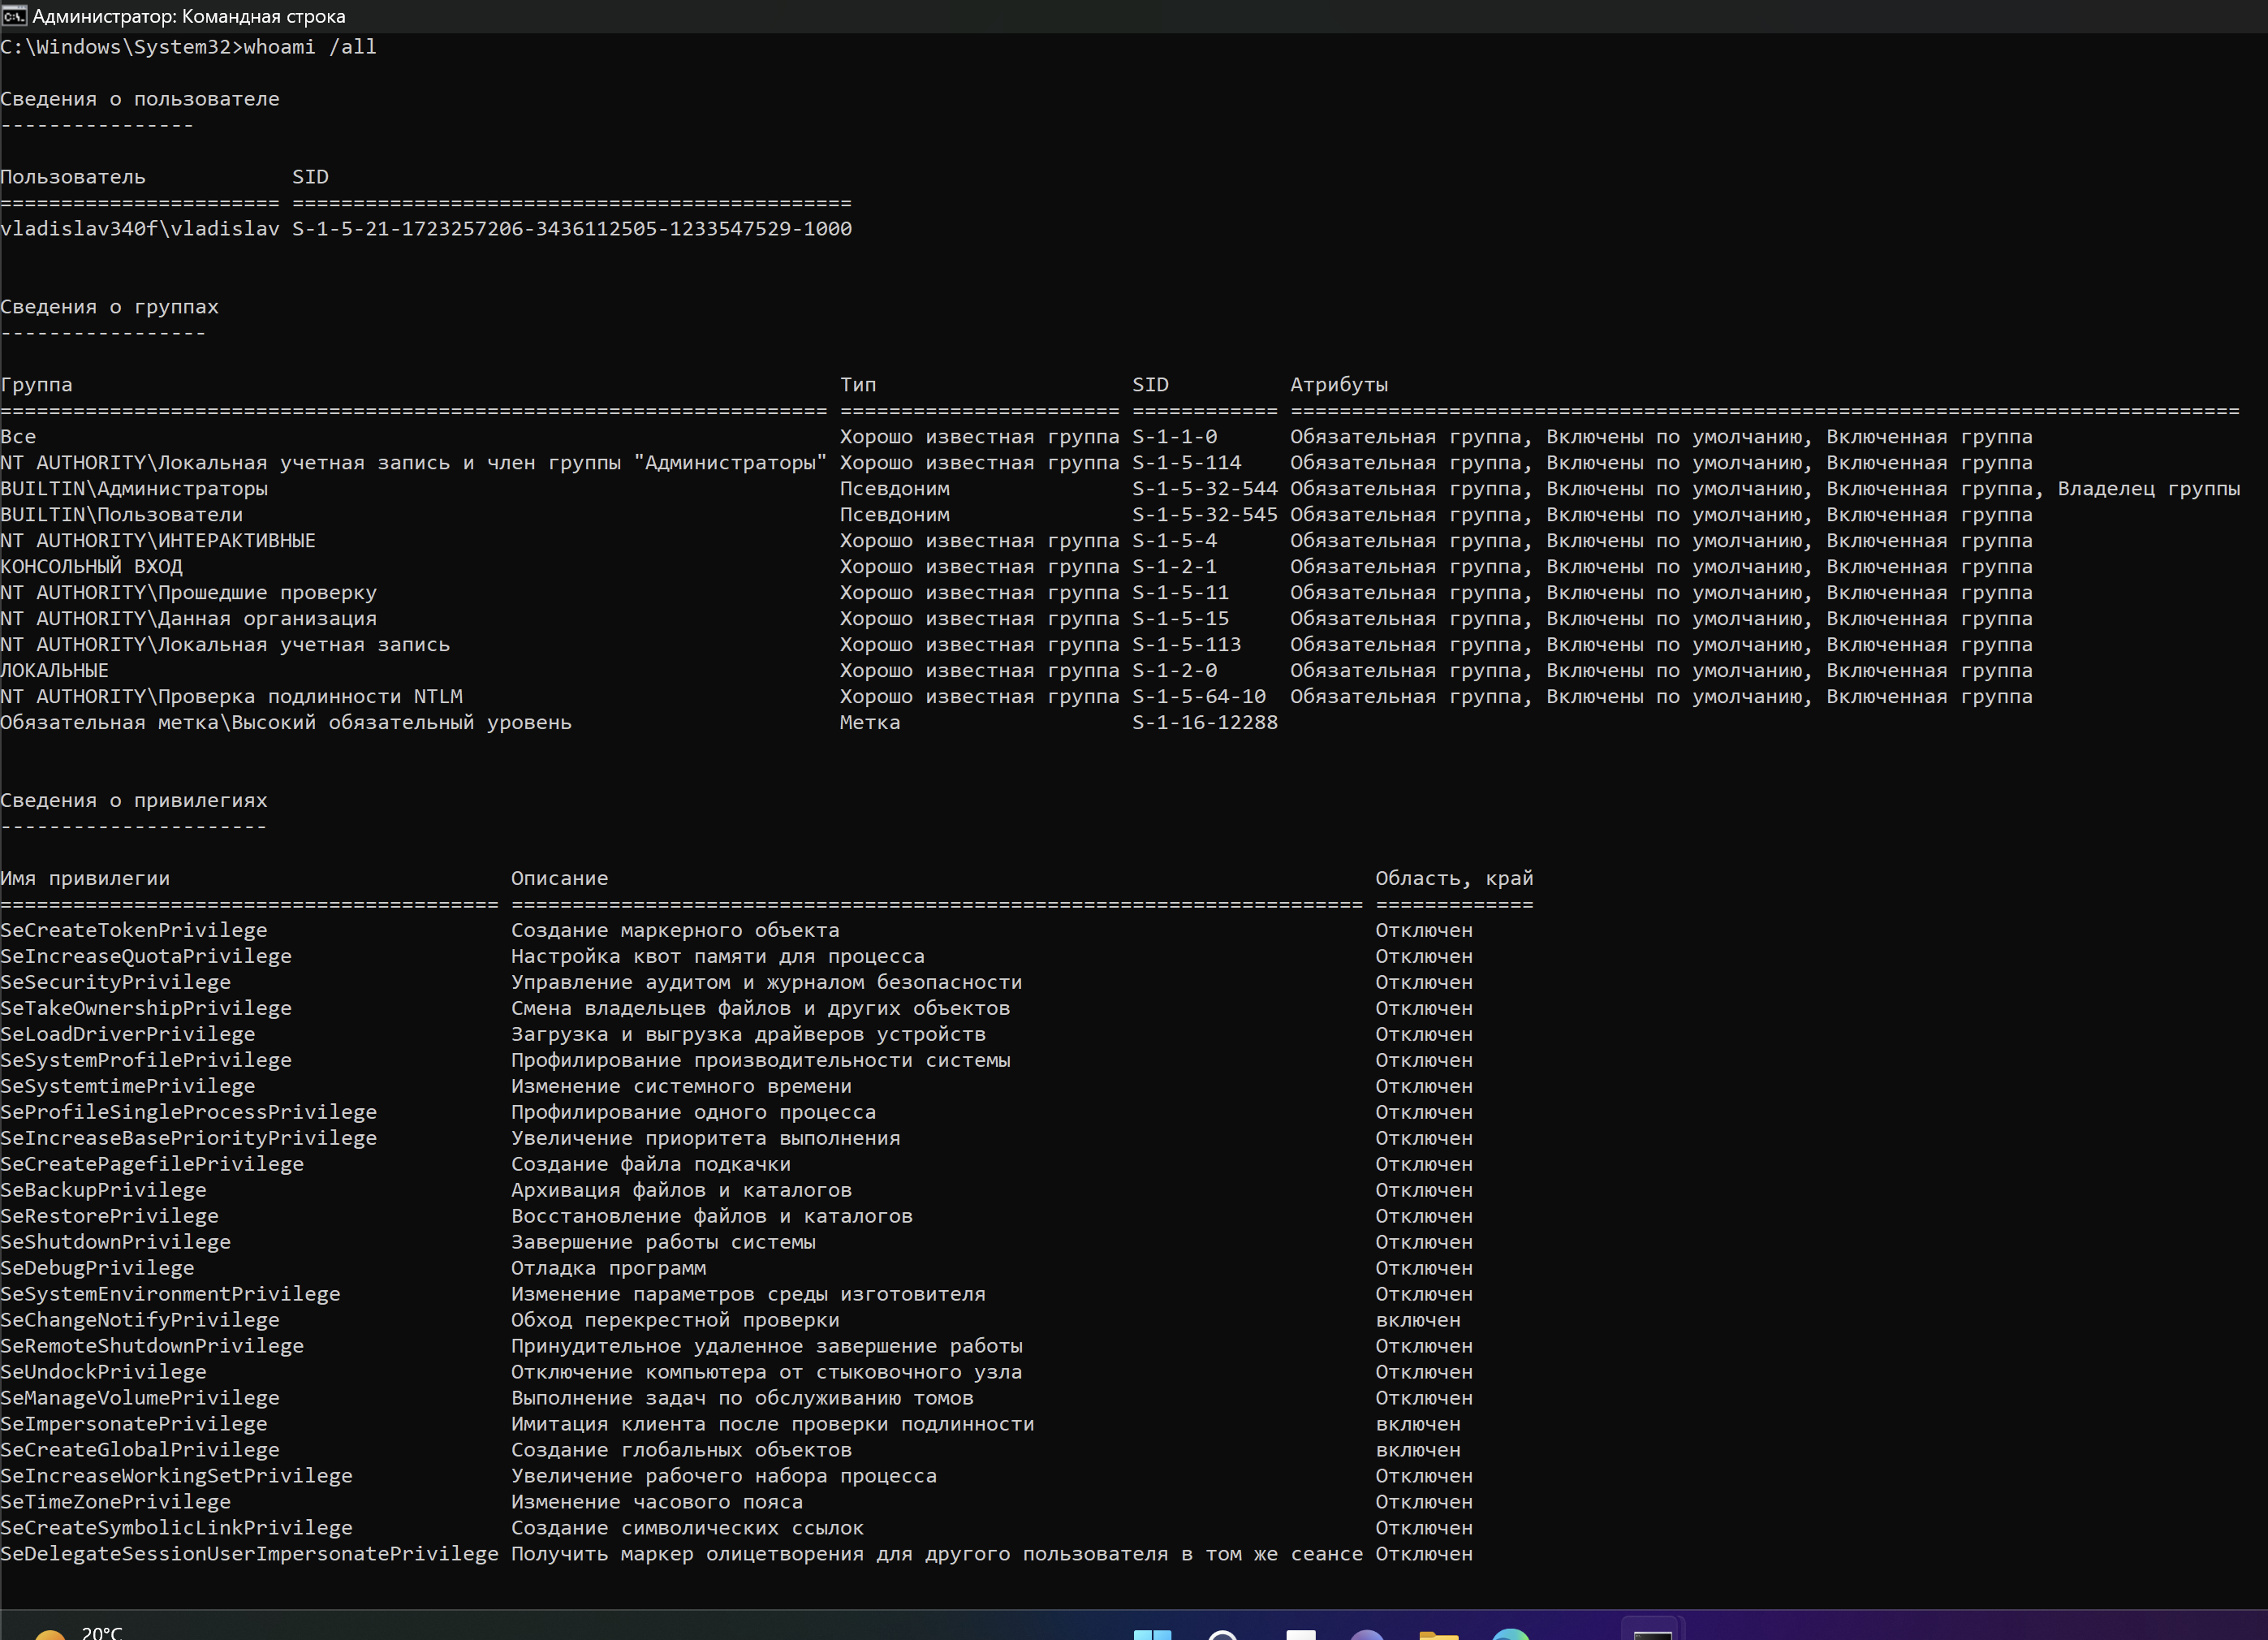 Администратор: Командная строка
C:\Windows\System32>whoami /all
Сведения о пользователе
----------------
Пользователь SID
======================= ==============================================
vladislav340f\vladislav S-1-5-21-1723257206-3436112505-1233547529-1000
Сведения о группах
-----------------
Группа Тип SID Атрибуты
==================================================================== ======================= ============ ==============================================================================
Все Хорошо известная группа S-1-1-0 Обязательная группа, Включены по умолчанию, Включенная группа
NT AUTHORITY\Локальная учетная запись и член группы "Администраторы" Хорошо известная группа S-1-5-114 Обязательная группа, Включены по умолчанию, Включенная группа
BUILTIN\Администраторы Псевдоним S-1-5-32-544 Обязательная группа, Включены по умолчанию, Включенная группа, Владелец группы
BUILTIN\Пользователи Псевдоним S-1-5-32-545 Обязательная группа, Включены по умолчанию, Включенная группа
NT AUTHORITY\ИНТЕРАКТИВНЫЕ Хорошо известная группа S-1-5-4 Обязательная группа, Включены по умолчанию, Включенная группа
КОНСОЛЬНЫЙ ВХОД Хорошо известная группа S-1-2-1 Обязательная группа, Включены по умолчанию, Включенная группа
NT AUTHORITY\Прошедшие проверку Хорошо известная группа S-1-5-11 Обязательная группа, Включены по умолчанию, Включенная группа
NT AUTHORITY\Данная организация Хорошо известная группа S-1-5-15 Обязательная группа, Включены по умолчанию, Включенная группа
NT AUTHORITY\Локальная учетная запись Хорошо известная группа S-1-5-113 Обязательная группа, Включены по умолчанию, Включенная группа
ЛОКАЛЬНЫЕ Хорошо известная группа S-1-2-0 Обязательная группа, Включены по умолчанию, Включенная группа
NT AUTHORITY\Проверка подлинности NTLM Хорошо известная группа S-1-5-64-10 Обязательная группа, Включены по умолчанию, Включенная группа
Обязательная метка\Высокий обязательный уровень Метка S-1-16-12288
Сведения о привилегиях
----------------------
Имя привилегии Описание Область, край
========================================= ====================================================================== =============
SeCreateTokenPrivilege Создание маркерного объекта Отключен
SeIncreaseQuotaPrivilege Настройка квот памяти для процесса Отключен
SeSecurityPrivilege Управление аудитом и журналом безопасности Отключен
SeTakeOwnershipPrivilege Смена владельцев файлов и других объектов Отключен
SeLoadDriverPrivilege Загрузка и выгрузка драйверов устройств Отключен
SeSystemProfilePrivilege Профилирование производительности системы Отключен
SeSystemtimePrivilege Изменение системного времени Отключен
SeProfileSingleProcessPrivilege Профилирование одного процесса Отключен
SeIncreaseBasePriorityPrivilege Увеличение приоритета выполнения Отключен
SeCreatePagefilePrivilege Создание файла подкачки Отключен
SeBackupPrivilege Архивация файлов и каталогов Отключен
SeRestorePrivilege Восстановление файлов и каталогов Отключен
SeShutdownPrivilege Завершение работы системы Отключен
SeDebugPrivilege Отладка программ Отключен
SeSystemEnvironmentPrivilege Изменение параметров среды изготовителя Отключен
SeChangeNotifyPrivilege Обход перекрестной проверки включен
SeRemoteShutdownPrivilege Принудительное удаленное завершение работы Отключен
SeUndockPrivilege Отключение компьютера от стыковочного узла Отключен
SeManageVolumePrivilege Выполнение задач по обслуживанию томов Отключен
SeImpersonatePrivilege Имитация клиента после проверки подлинности включен
SeCreateGlobalPrivilege Создание глобальных объектов включен
SeIncreaseWorkingSetPrivilege Увеличение рабочего набора процесса Отключен
SeTimeZonePrivilege Изменение часового пояса Отключен
SeCreateSymbolicLinkPrivilege Создание символических ссылок Отключен
SeDelegateSessionUserImpersonatePrivilege Получить маркер олицетворения для другого пользователя в том же сеансе Отключен
20°C